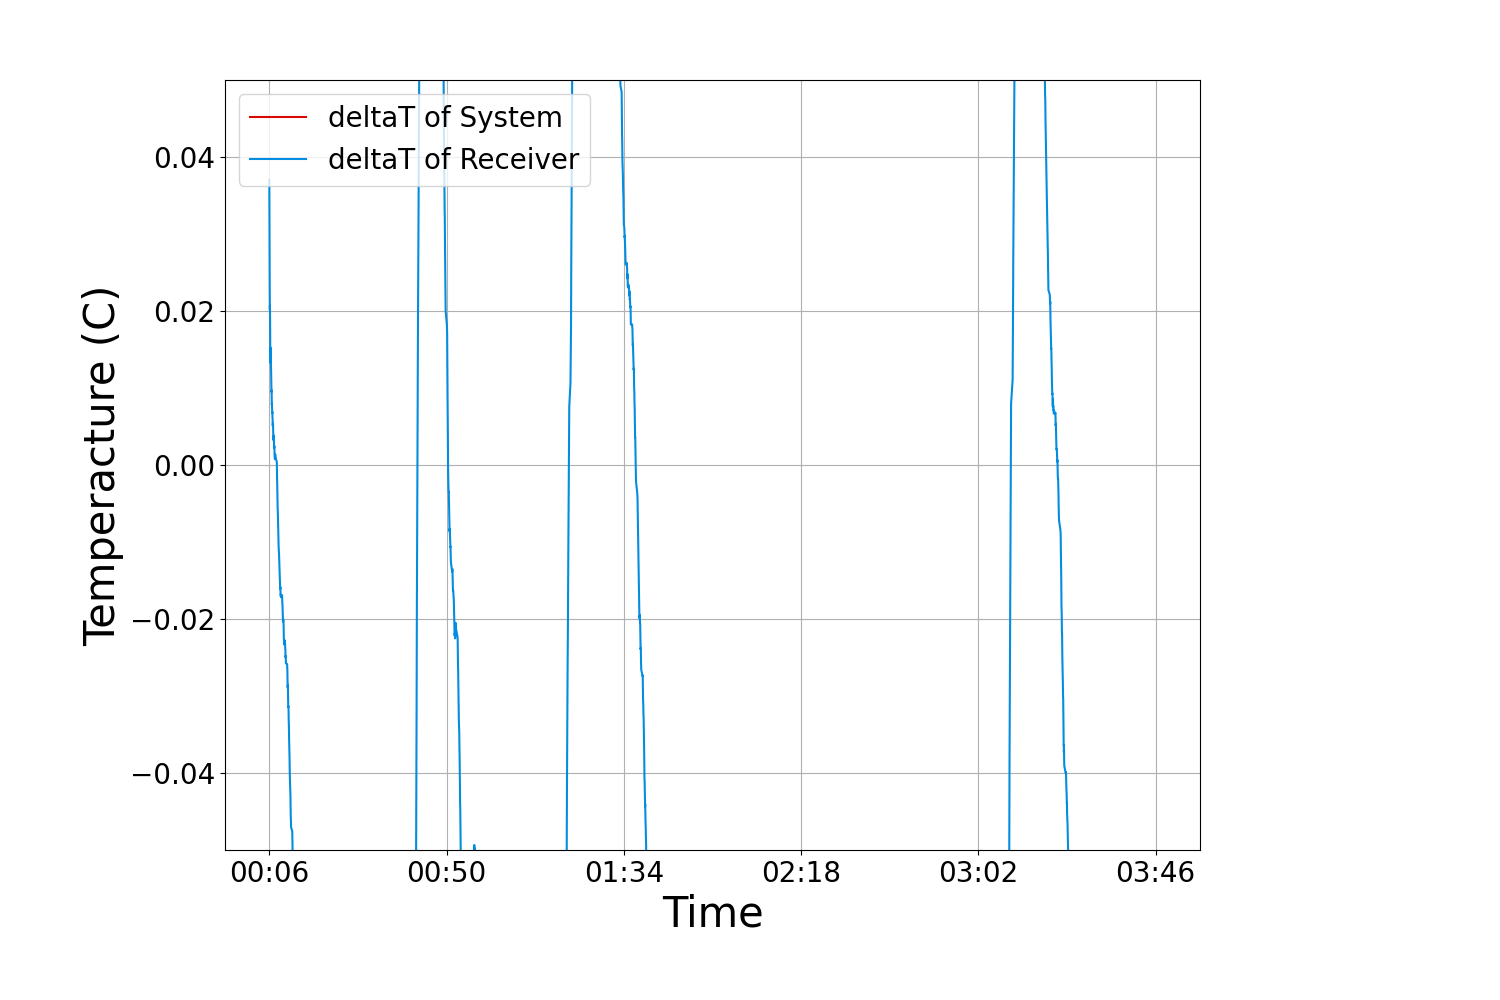 deltaT of System
deltaT of Receiver
0.04
0.02
0.00
−0.02
−0.04
Temperacture (C)
00:06 00:50 01:34 02:18 03:02 03:46
Time